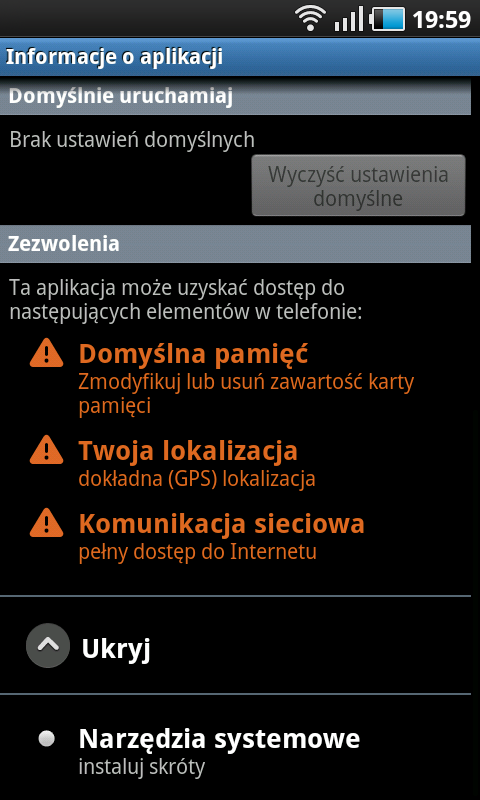 19:59
Informacje o aplikacji
Domyślnie uruchamiaj
Brak ustawień domyślnych
Wyczyść ustawienia
domyślne
Zezwolenia
Ta aplikacja może uzyskać dostęp do
następujących elementów w telefonie:
Domyślna pamięć
Zmodyfikuj lub usuń zawartość karty
pamięci
Twoja lokalizacja
dokładna (GPS) lokalizacja
Komunikacja sieciowa
pełny dostęp do Internetu
Ukryj
Narzędzia systemowe
instaluj skróty